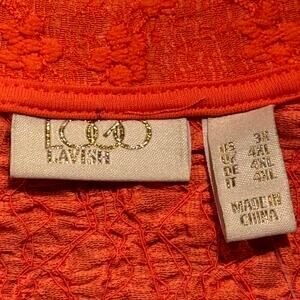 LOGO
LAVISH
US 3X
UK 4XL
DE 4XL
IT 4XL
MADE IN
CHINA